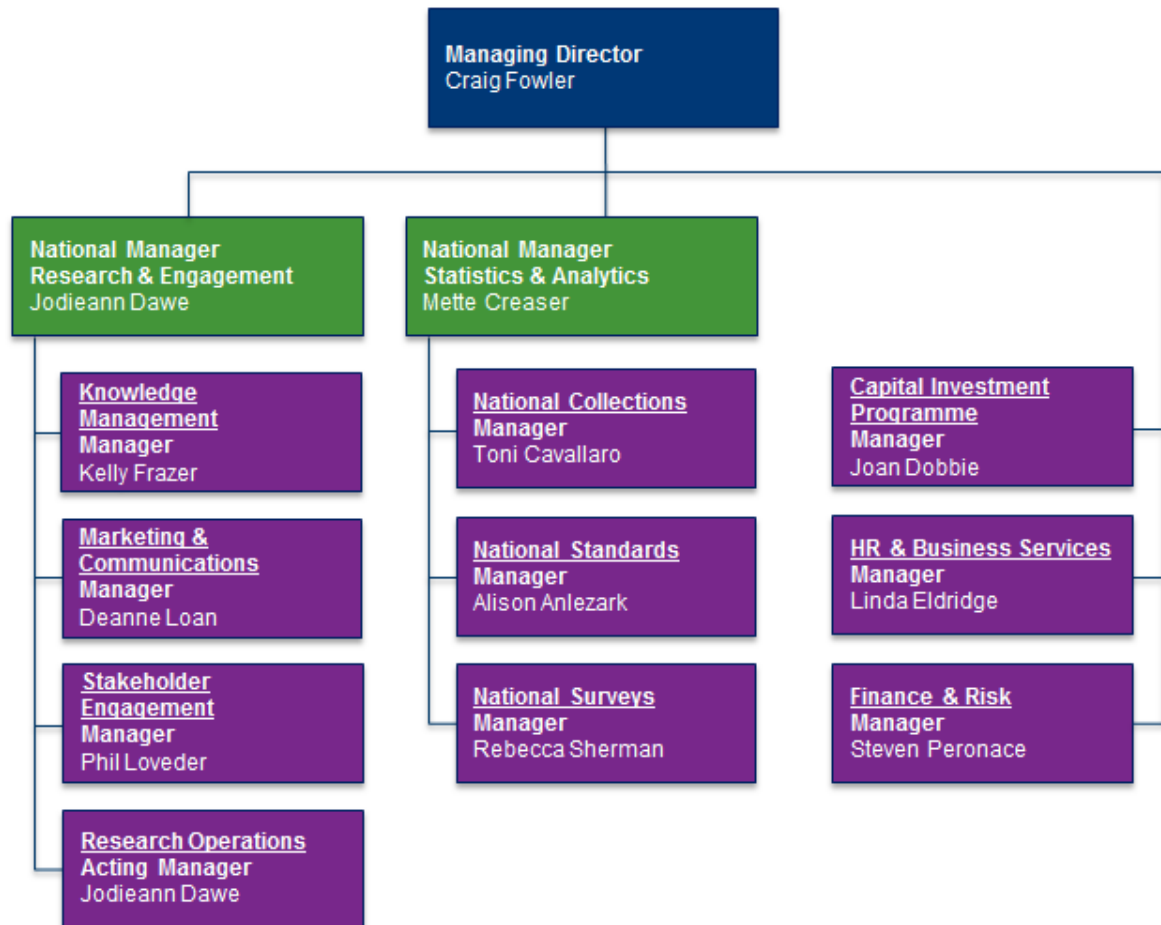 Managing Director
Craig Fowler
National Manager
Research & Engagement
Jodieann Dawe
National Manager
Statistics & Analytics
Mette Creaser
Knowledge
Management
Manager
Kelly Frazer
Marketing &
Communications
Manager
Deanne Loan
Stakeholder
Engagement
Manager
Phil Loveder
Research Operations
Acting Manager
Jodieann Dawe
National Collections
Manager
Toni Cavallaro
National Standards
Manager
Alison Anlezark
National Surveys
Manager
Rebecca Sherman
Capital Investment
Programme
Manager
Joan Dobbie
HR & Business Services
Manager
Linda Eldridge
Finance & Risk
Manager
Steven Peronace